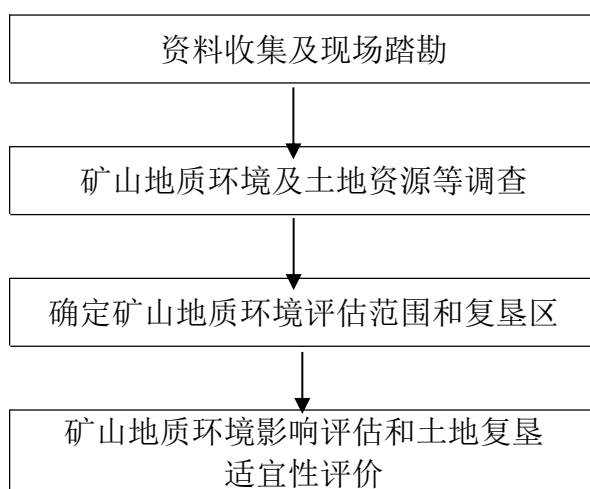 资料收集及现场踏勘
矿山地质环境及土地资源等调查
确定矿山地质环境评估范围和复垦区
矿山地质环境影响评估和土地复垦
适宜性评价